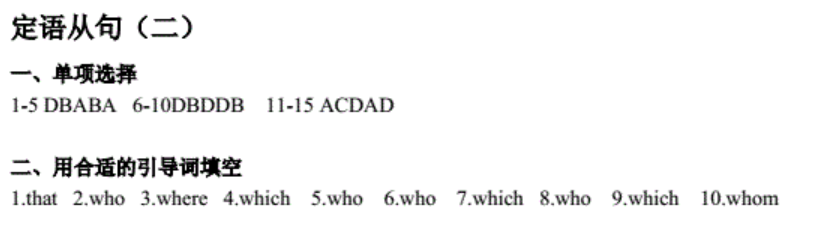 定语从句（二）
一、单项选择
1-5 DBABA 6-10DBDDB 11-15 ACDAD
二、用合适的引导词填空
1.that 2.who 3.where 4.which 5.who 6.who 7.which 8.who 9.which 10.whom